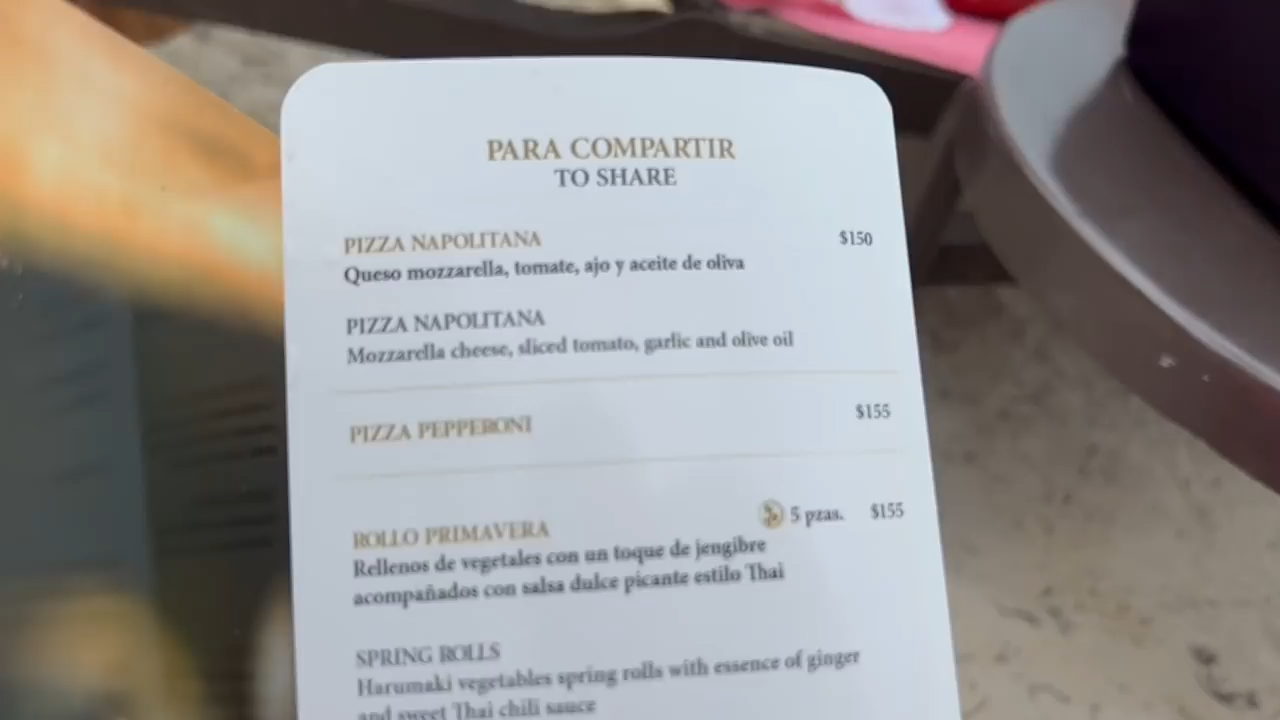 PARA COMPARTIR
TO SHARE
PIZZA NAPOLITANA $150
Queso mozzarella, tomate, ajo y aceite de oliva
PIZZA NAPOLITANA
Mozzarella cheese, sliced tomato, garlic and olive oil
PIZZA PEPPERONI $155
ROLLO PRIMAVERA 5 pzas. $155
Rellenos de vegetales con un toque de jengibre
acompañados con salsa dulce picante estilo Thai
SPRING ROLLS
Harumaki vegetables spring rolls with essence of ginger
and sweet Thai chili sauce